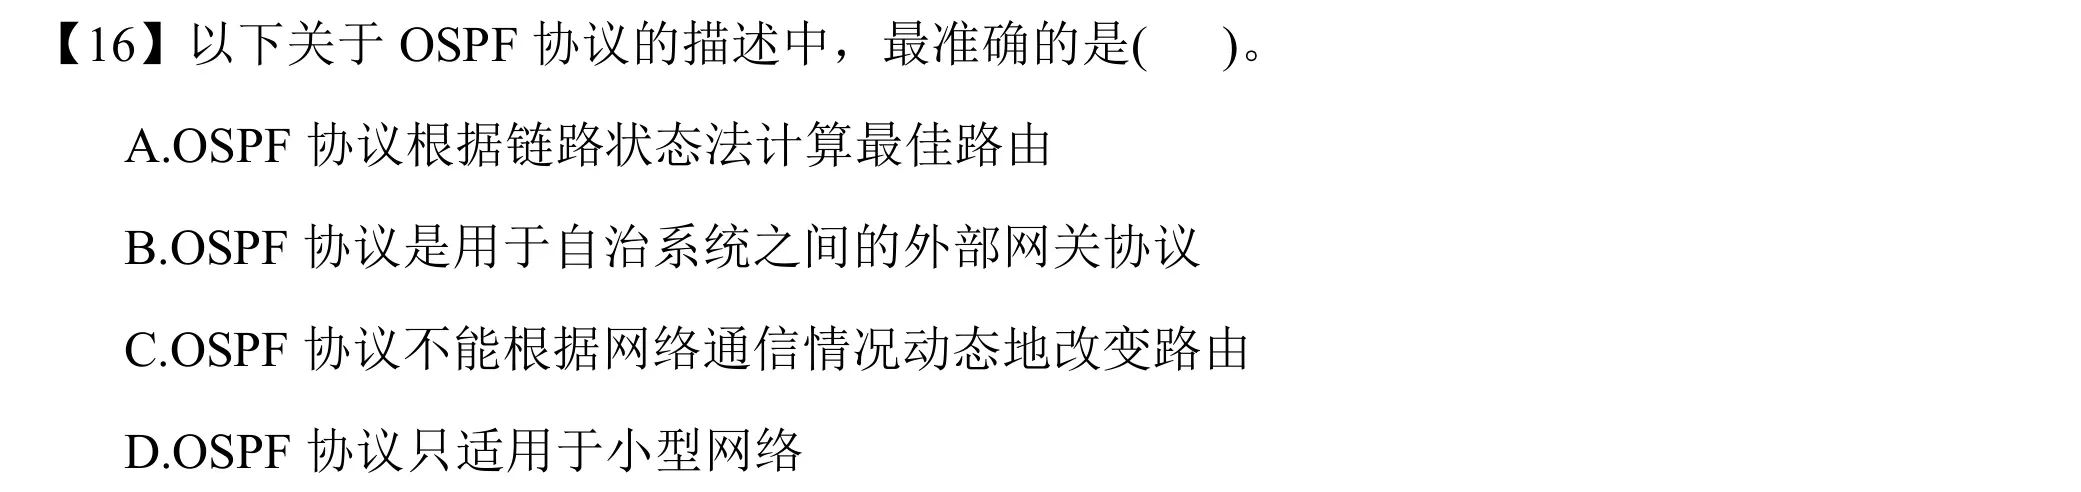 【16】以下关于 OSPF 协议的描述中，最准确的是(　　)。
A.OSPF 协议根据链路状态法计算最佳路由
B.OSPF 协议是用于自治系统之间的外部网关协议
C.OSPF 协议不能根据网络通信情况动态地改变路由
D.OSPF 协议只适用于小型网络